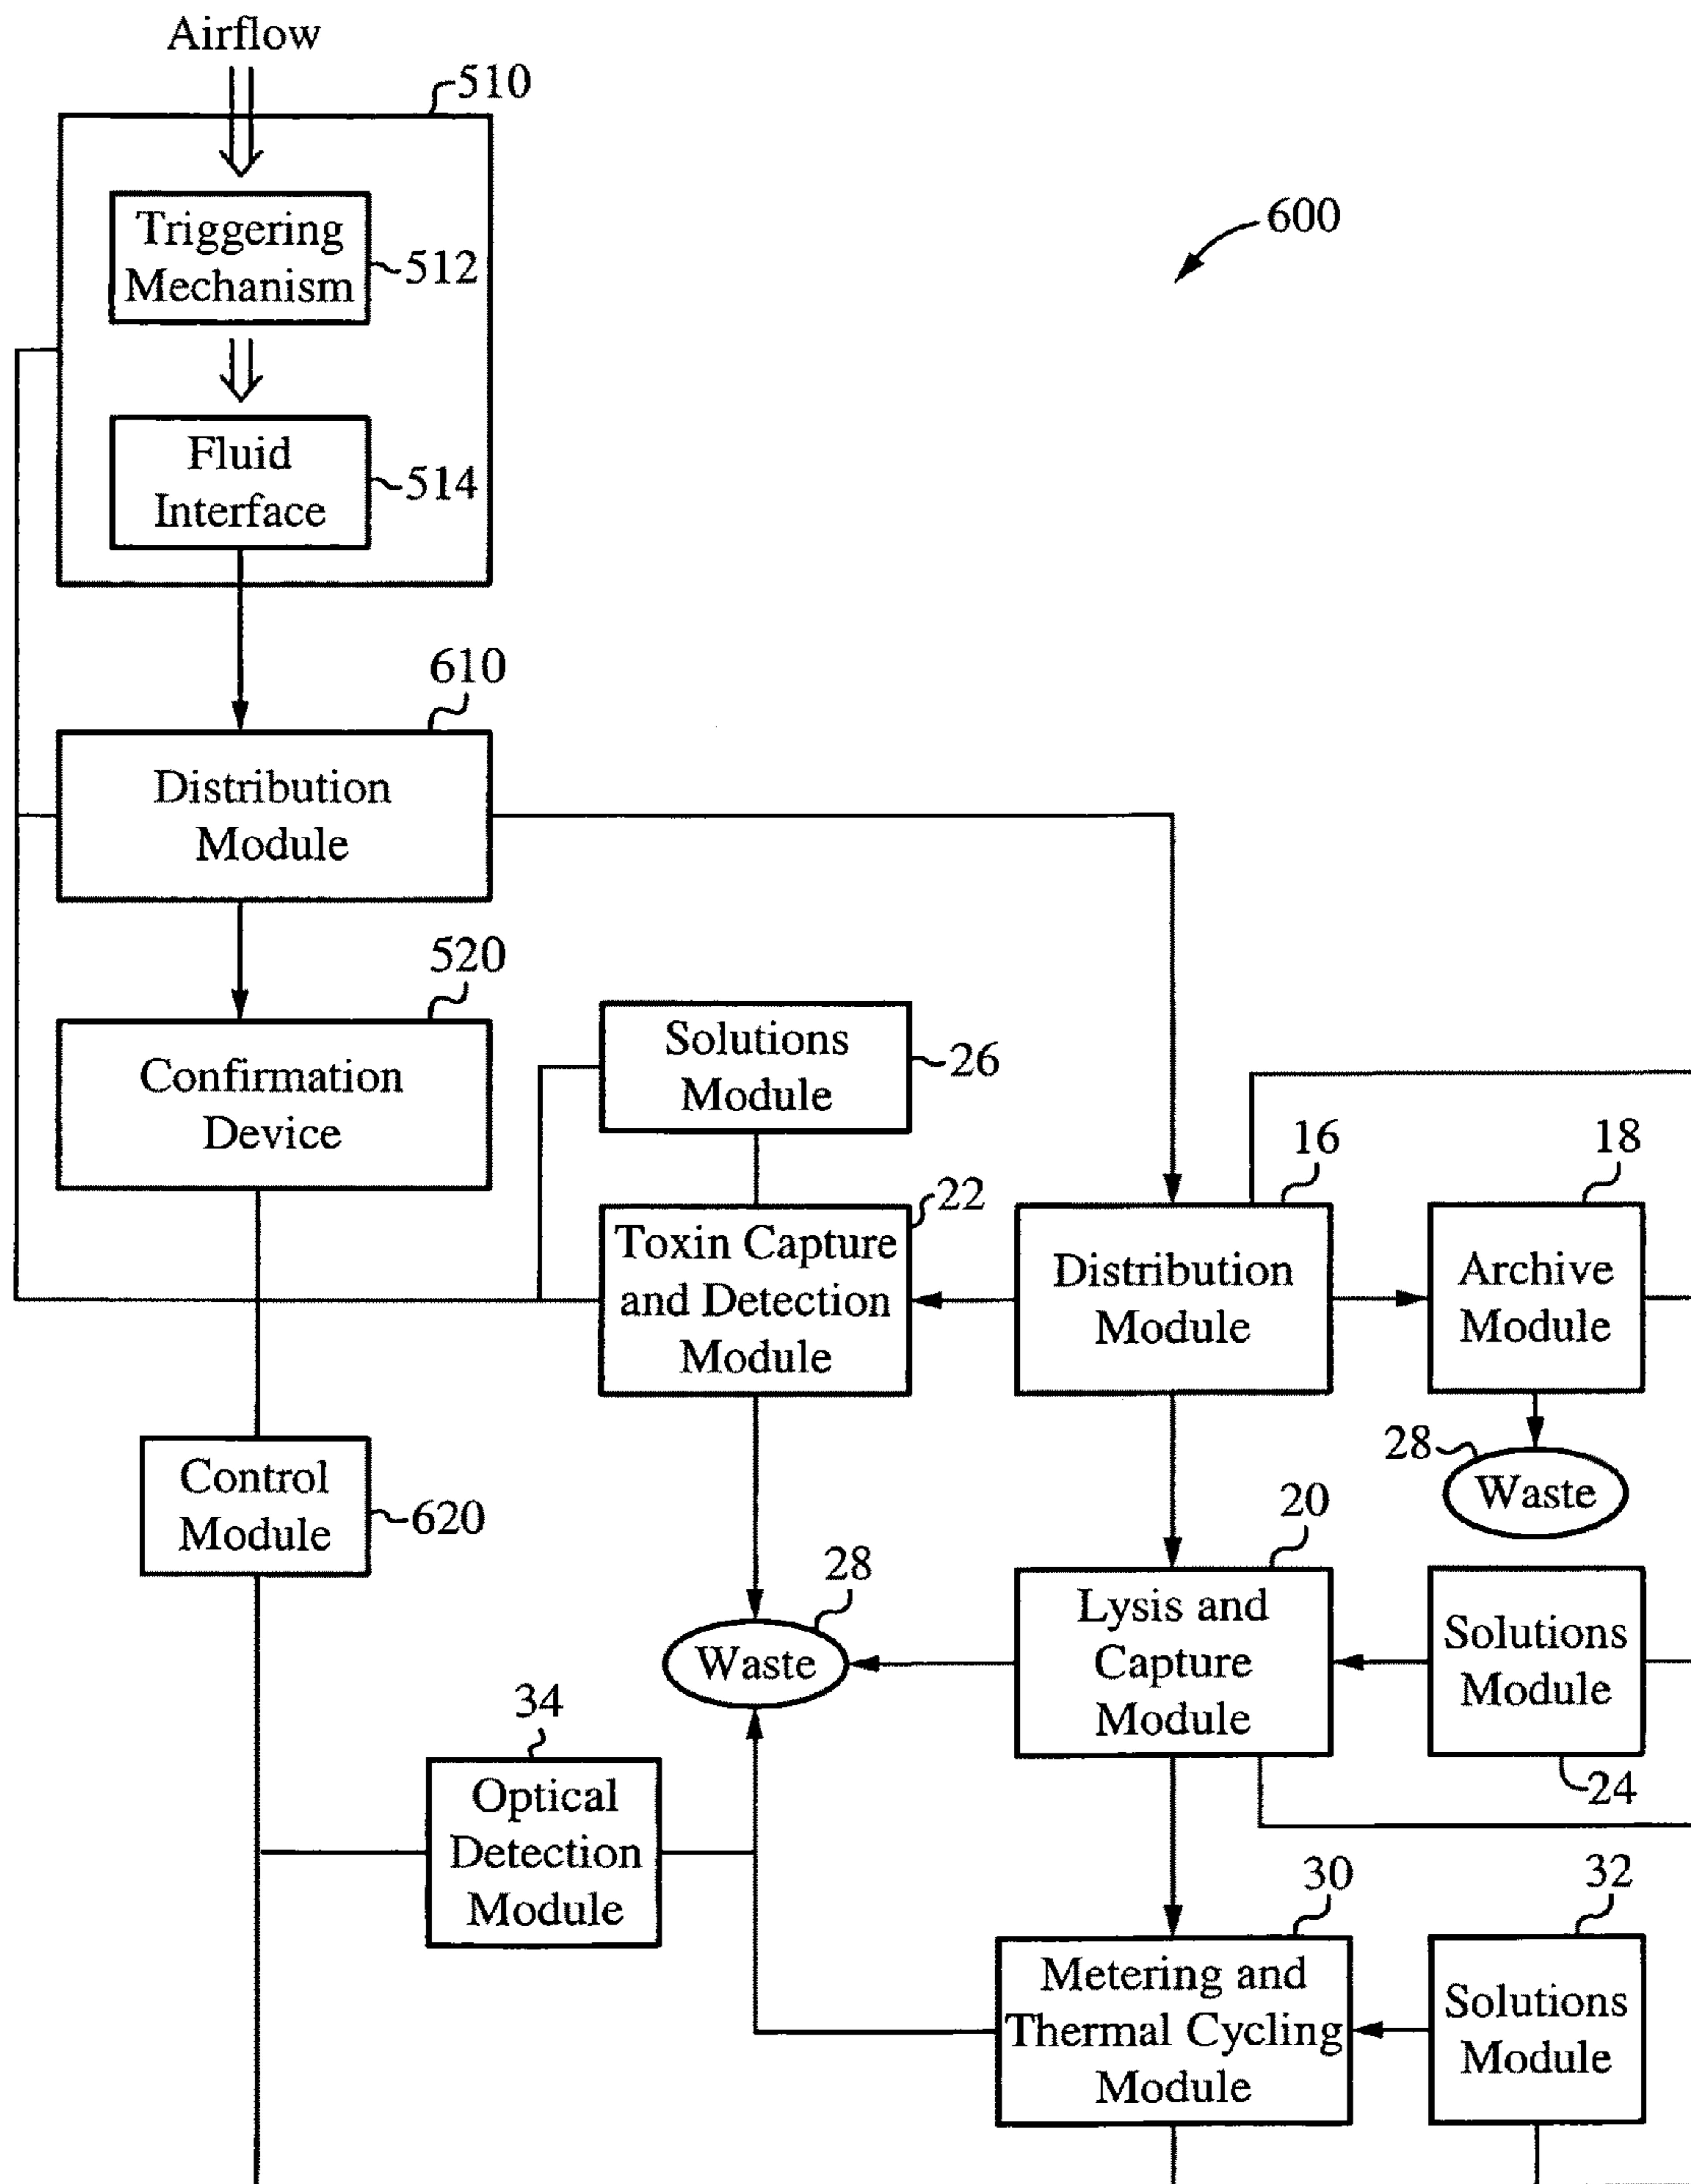 Airflow
510
Triggering
Mechanism
512
600
Fluid
Interface
514
610
Distribution
Module
520
Confirmation
Device
Solutions
Module
26
16
18
22
Toxin Capture
and Detection
Module
Distribution
Module
Archive
Module
28
Waste
Control
Module
620
20
28
Waste
Lysis and
Capture
Module
Solutions
Module
24
34
Optical
Detection
Module
30
32
Metering and
Thermal Cycling
Module
Solutions
Module